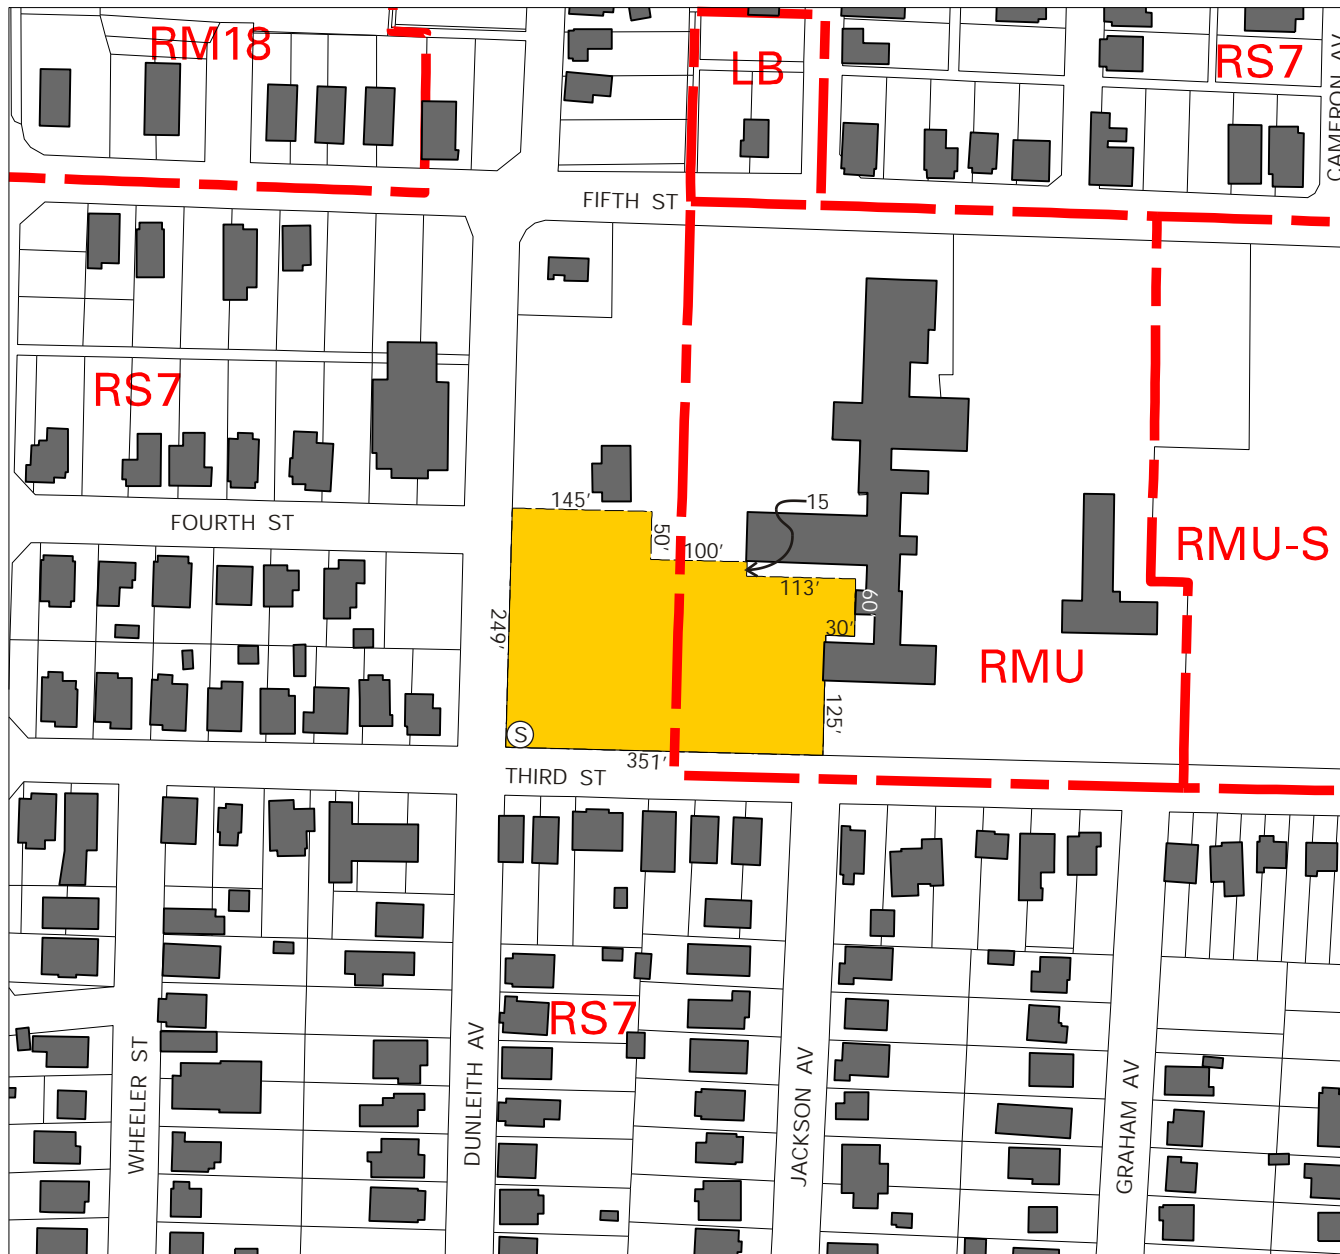 RM18
LB
RS7
CAMERON AV
FIFTH ST
RS7
FOURTH ST
145'
50'
100'
15
113'
60'
30'
249'
125'
RMU-S
RMU
S
351'
THIRD ST
RS7
WHEELER ST
DUNLEITH AV
JACKSON AV
GRAHAM AV